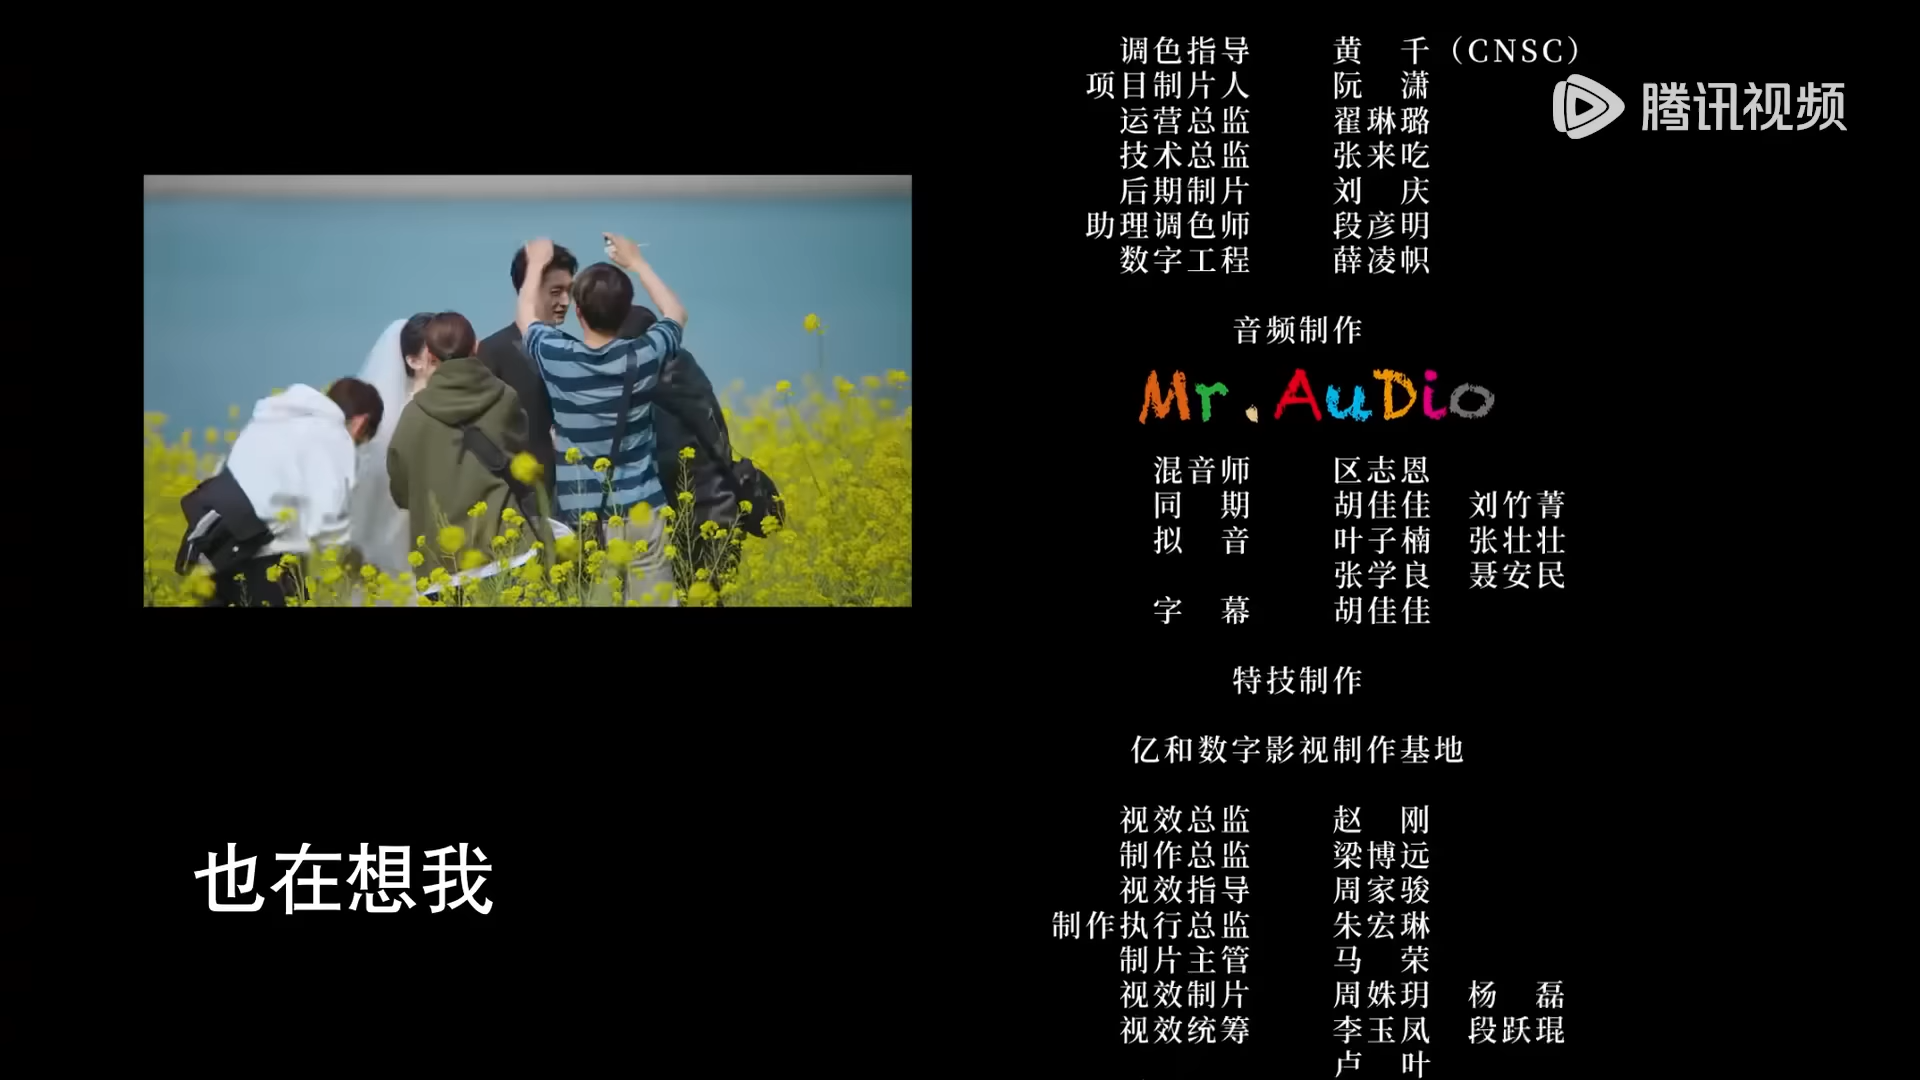 调色指导 黄 千（CNSC）
项目制片人 阮 潇
运营总监 翟琳璐
技术总监 张来吃
后期制片 刘 庆
助理调色师 段彦明
数字工程 薛凌帜
腾讯视频
音频制作
Mr.AuDio
混音师 区志恩
同 期 胡佳佳 刘竹菁
拟 音 叶子楠 张壮壮
张学良 聂安民
字 幕 胡佳佳
特技制作
亿和数字影视制作基地
视效总监 赵 刚
制作总监 梁博远
视效指导 周家骏
制作执行总监 朱宏琳
制片主管 马 荣
视效制片 周姝玥 杨 磊
视效统筹 李玉凤 段跃琨
卢 叶
也在想我